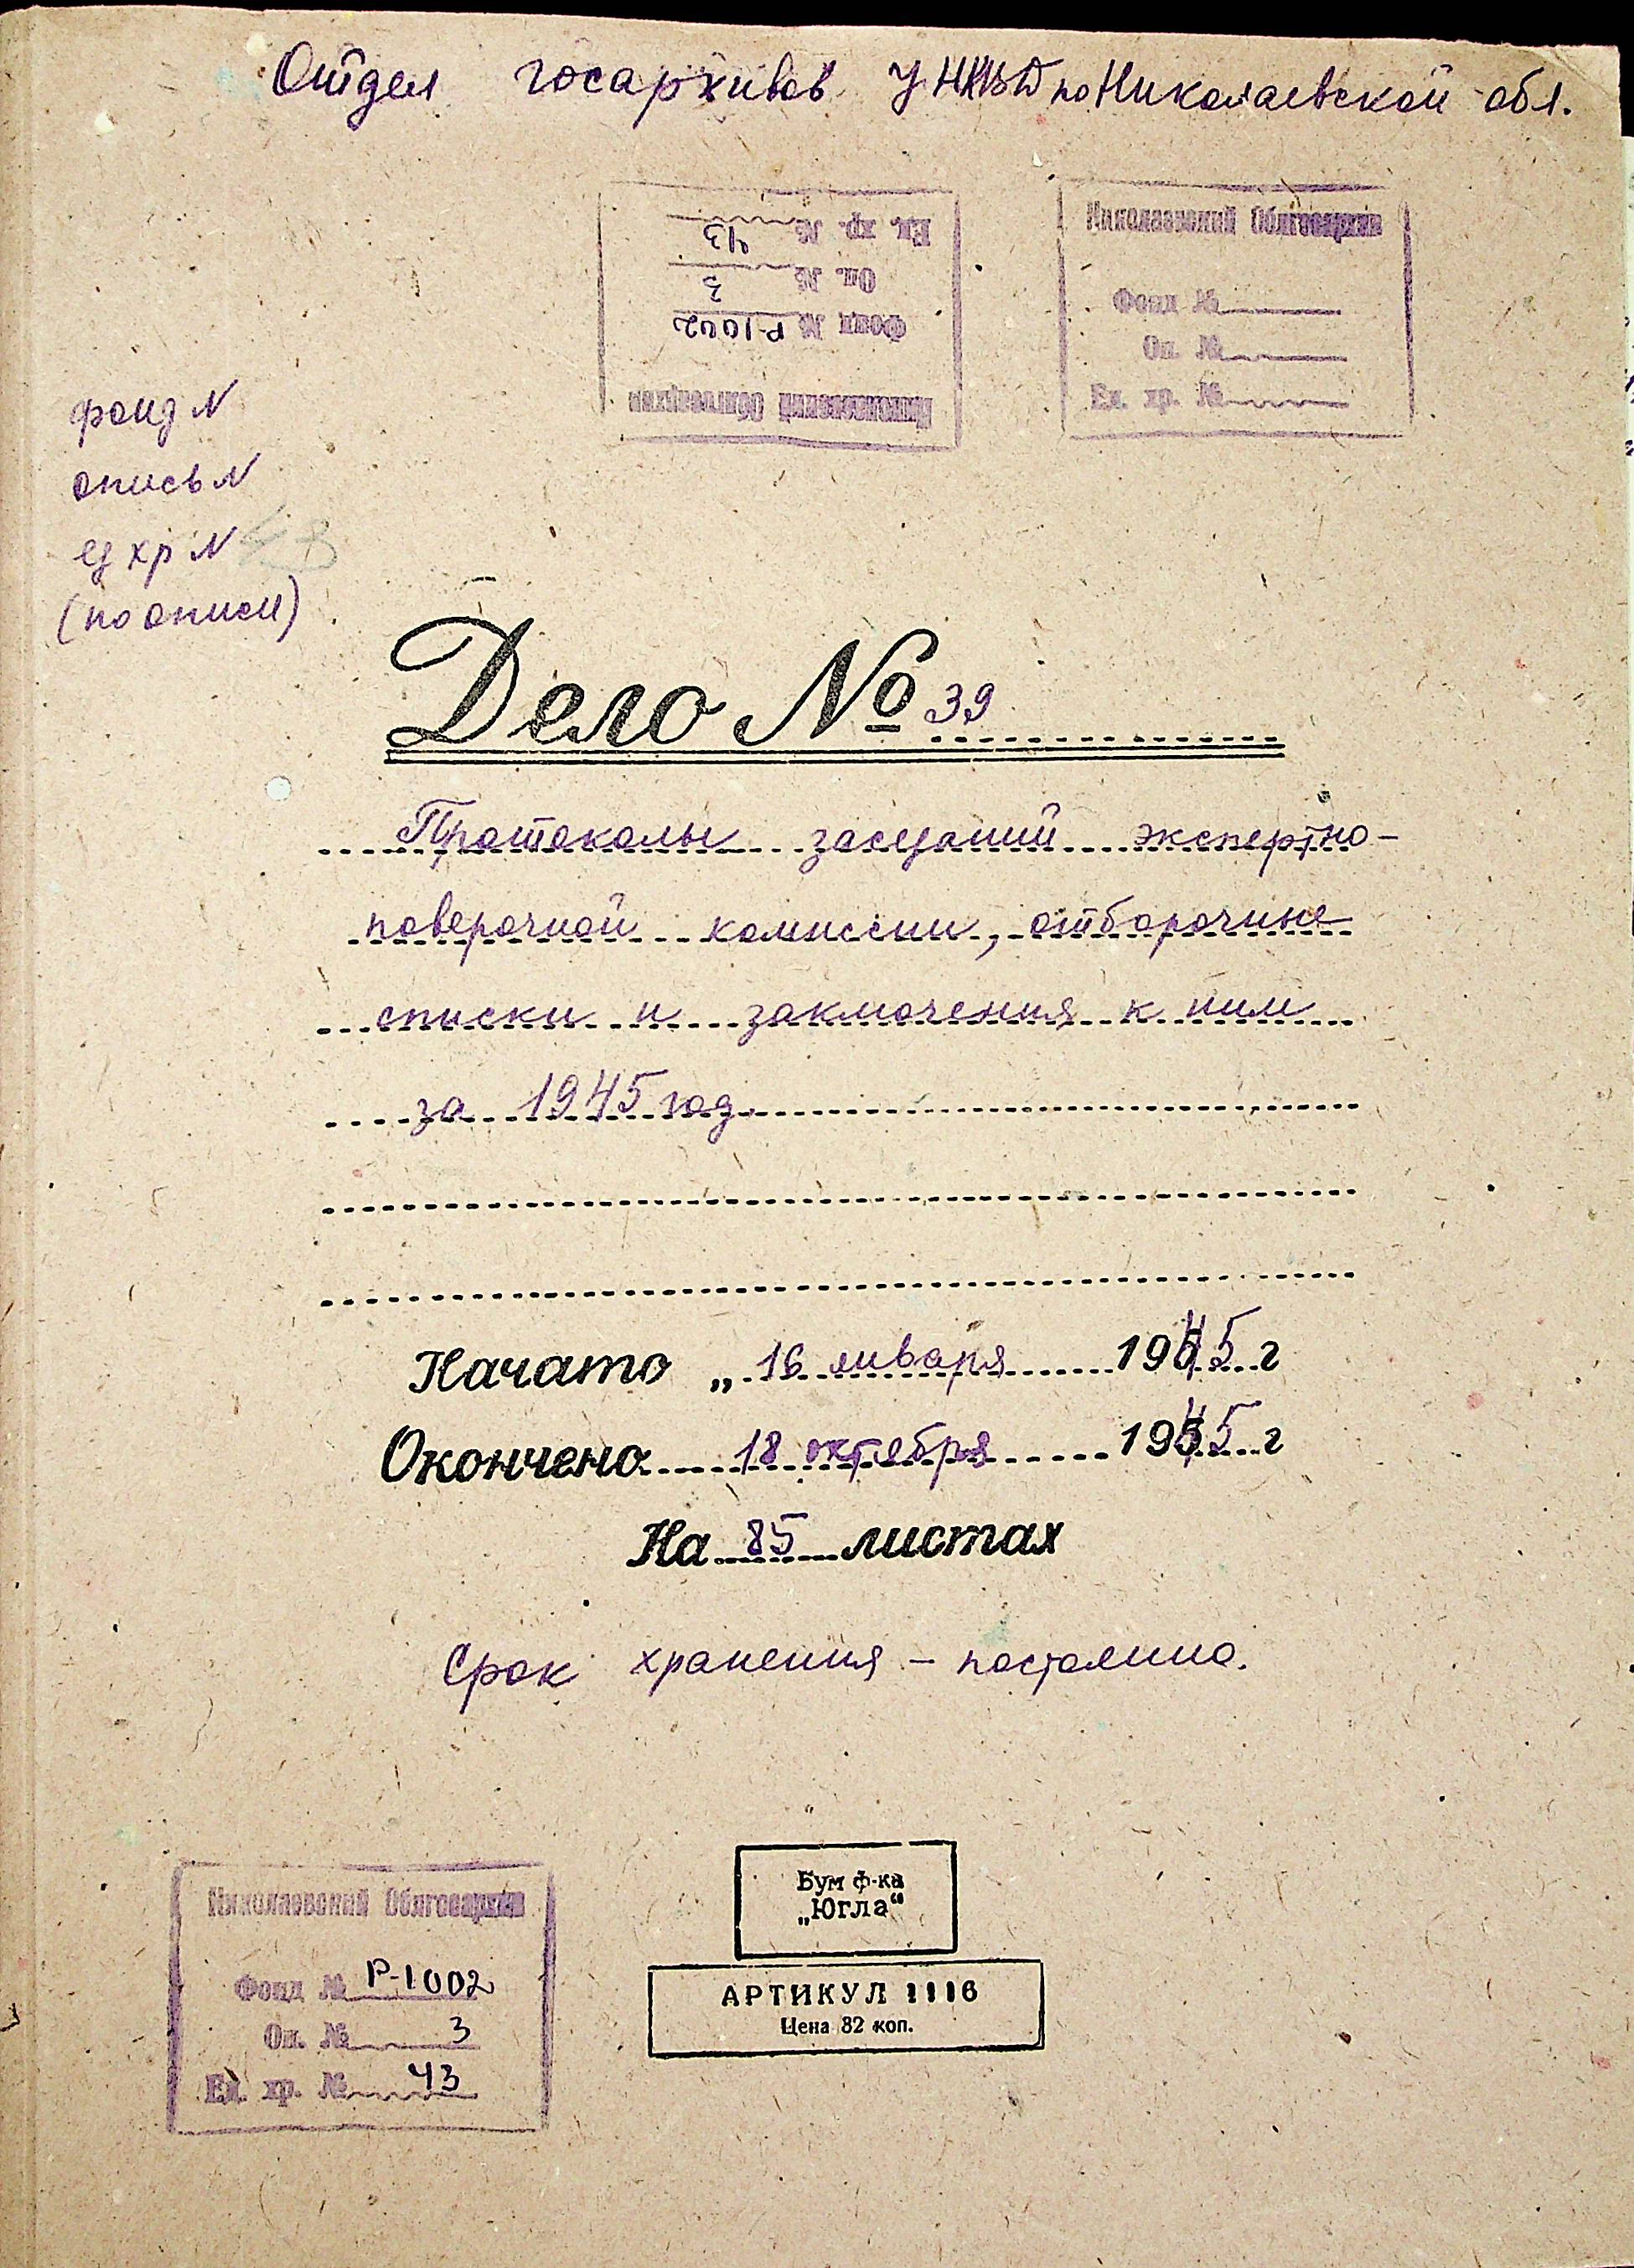 Отдел госархивов УНКВД по Николаевской обл.
Николаевский Облгосархив
Фонд № Р-1002
Оп. № 3
Ед. хр. № 43
Николаевский Облгосархив
Фонд №
Оп. №
Ед. хр. №
фонд N
опись N
ед хр N 43
(по описи)
Дело № 39
Протоколы заседаний экспертно-
поверочной комиссии, отборочные
списки и заключения к ним
за 1945 год.
Начато „ 16 января 1945 г
Окончено 18 октября 1945 г
На 85 листах
Срок хранения – постоянно.
Бум ф-ка
„Югла“
АРТИКУЛ 1116
Цена 82 коп.
Николаевский Облгосархив
Фонд № Р-1002
Оп. № 3
Ед. хр. № 43